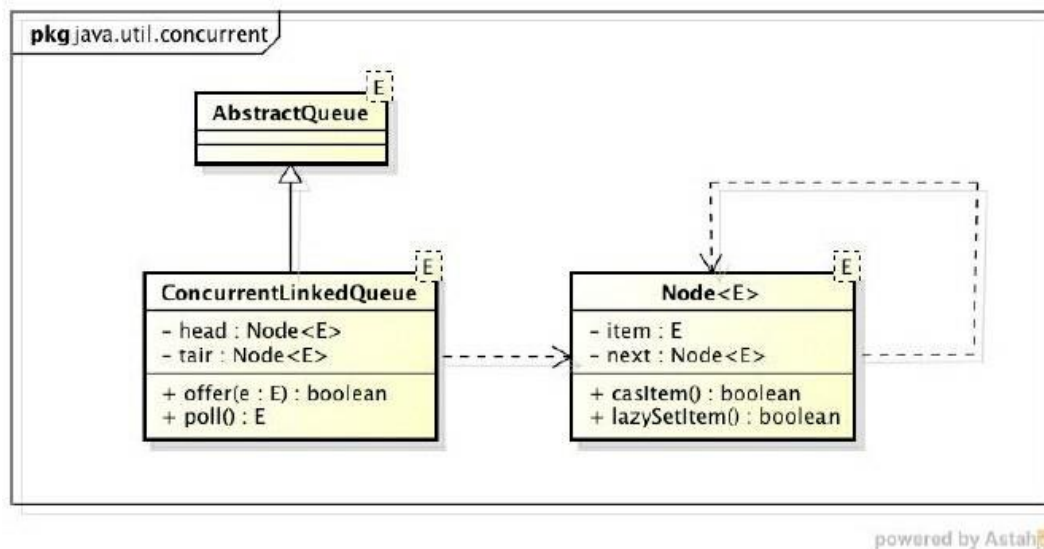 pkg java.util.concurrent
E
AbstractQueue
E
ConcurrentLinkedQueue
- head : Node<E>
- tair : Node<E>
+ offer(e : E) : boolean
+ poll() : E
E
Node<E>
- item : E
- next : Node<E>
+ casItem() : boolean
+ lazySetItem() : boolean
powered by Astah